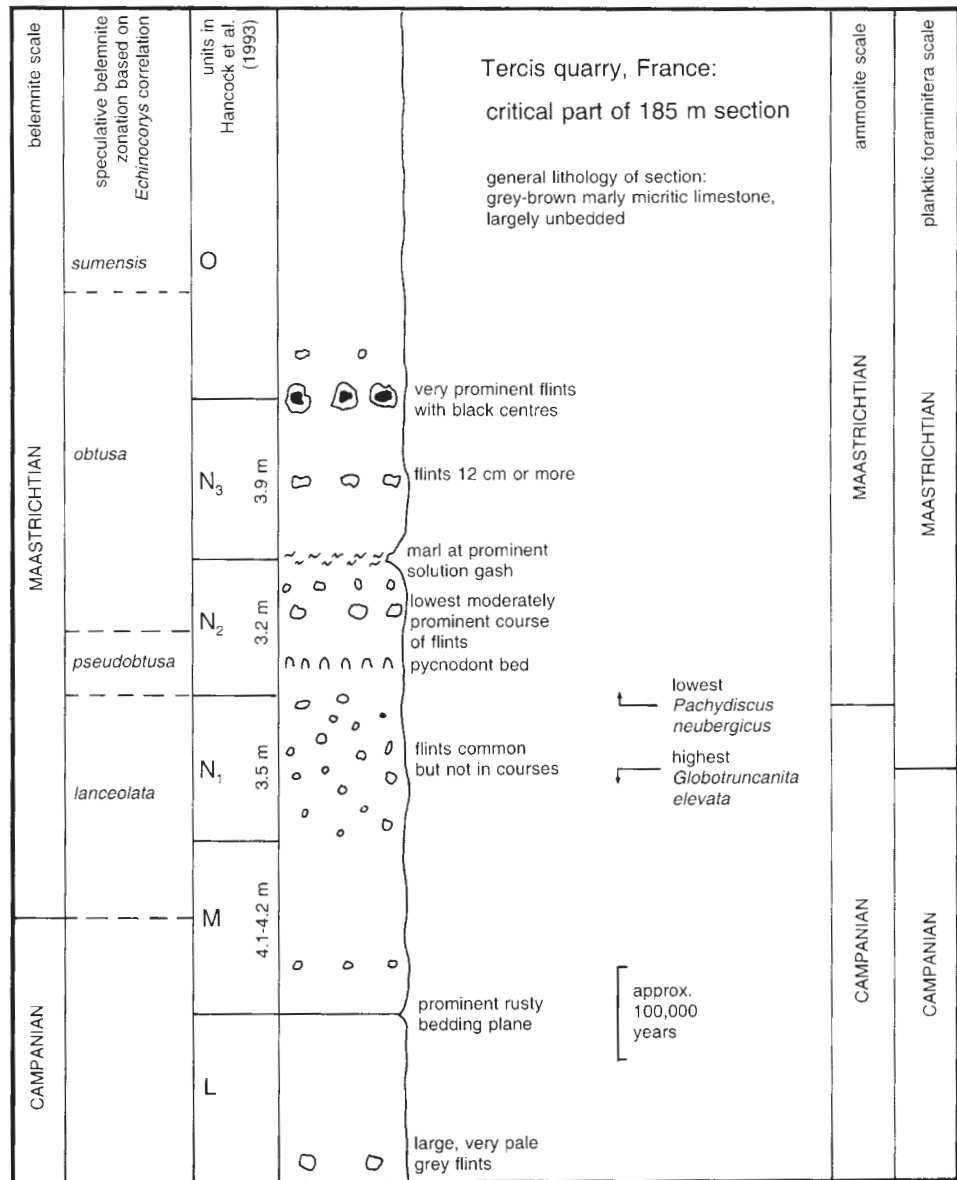 belemnite scale
speculative belemnite
zonation based on
Echinocorys correlation
units in
Hancock et al.
(1993)
Tercis quarry, France:
critical part of 185 m section
general lithology of section:
grey-brown marly micritic limestone,
largely unbedded
ammonite scale
planktic foraminifera scale
MAASTRICHTIAN
CAMPANIAN
sumensis
obtusa
pseudobtusa
lanceolata
O
N3
3.9 m
N2
3.2 m
N1
3.5 m
M
4.1-4.2 m
L
very prominent flints
with black centres
flints 12 cm or more
marl at prominent
solution gash
lowest moderately
prominent course
of flints
pycnodont bed
flints common
but not in courses
prominent rusty
bedding plane
large, very pale
grey flints
lowest
Pachydiscus
neubergicus
highest
Globotruncanita
elevata
approx.
100,000
years
MAASTRICHTIAN
CAMPANIAN
MAASTRICHTIAN
CAMPANIAN